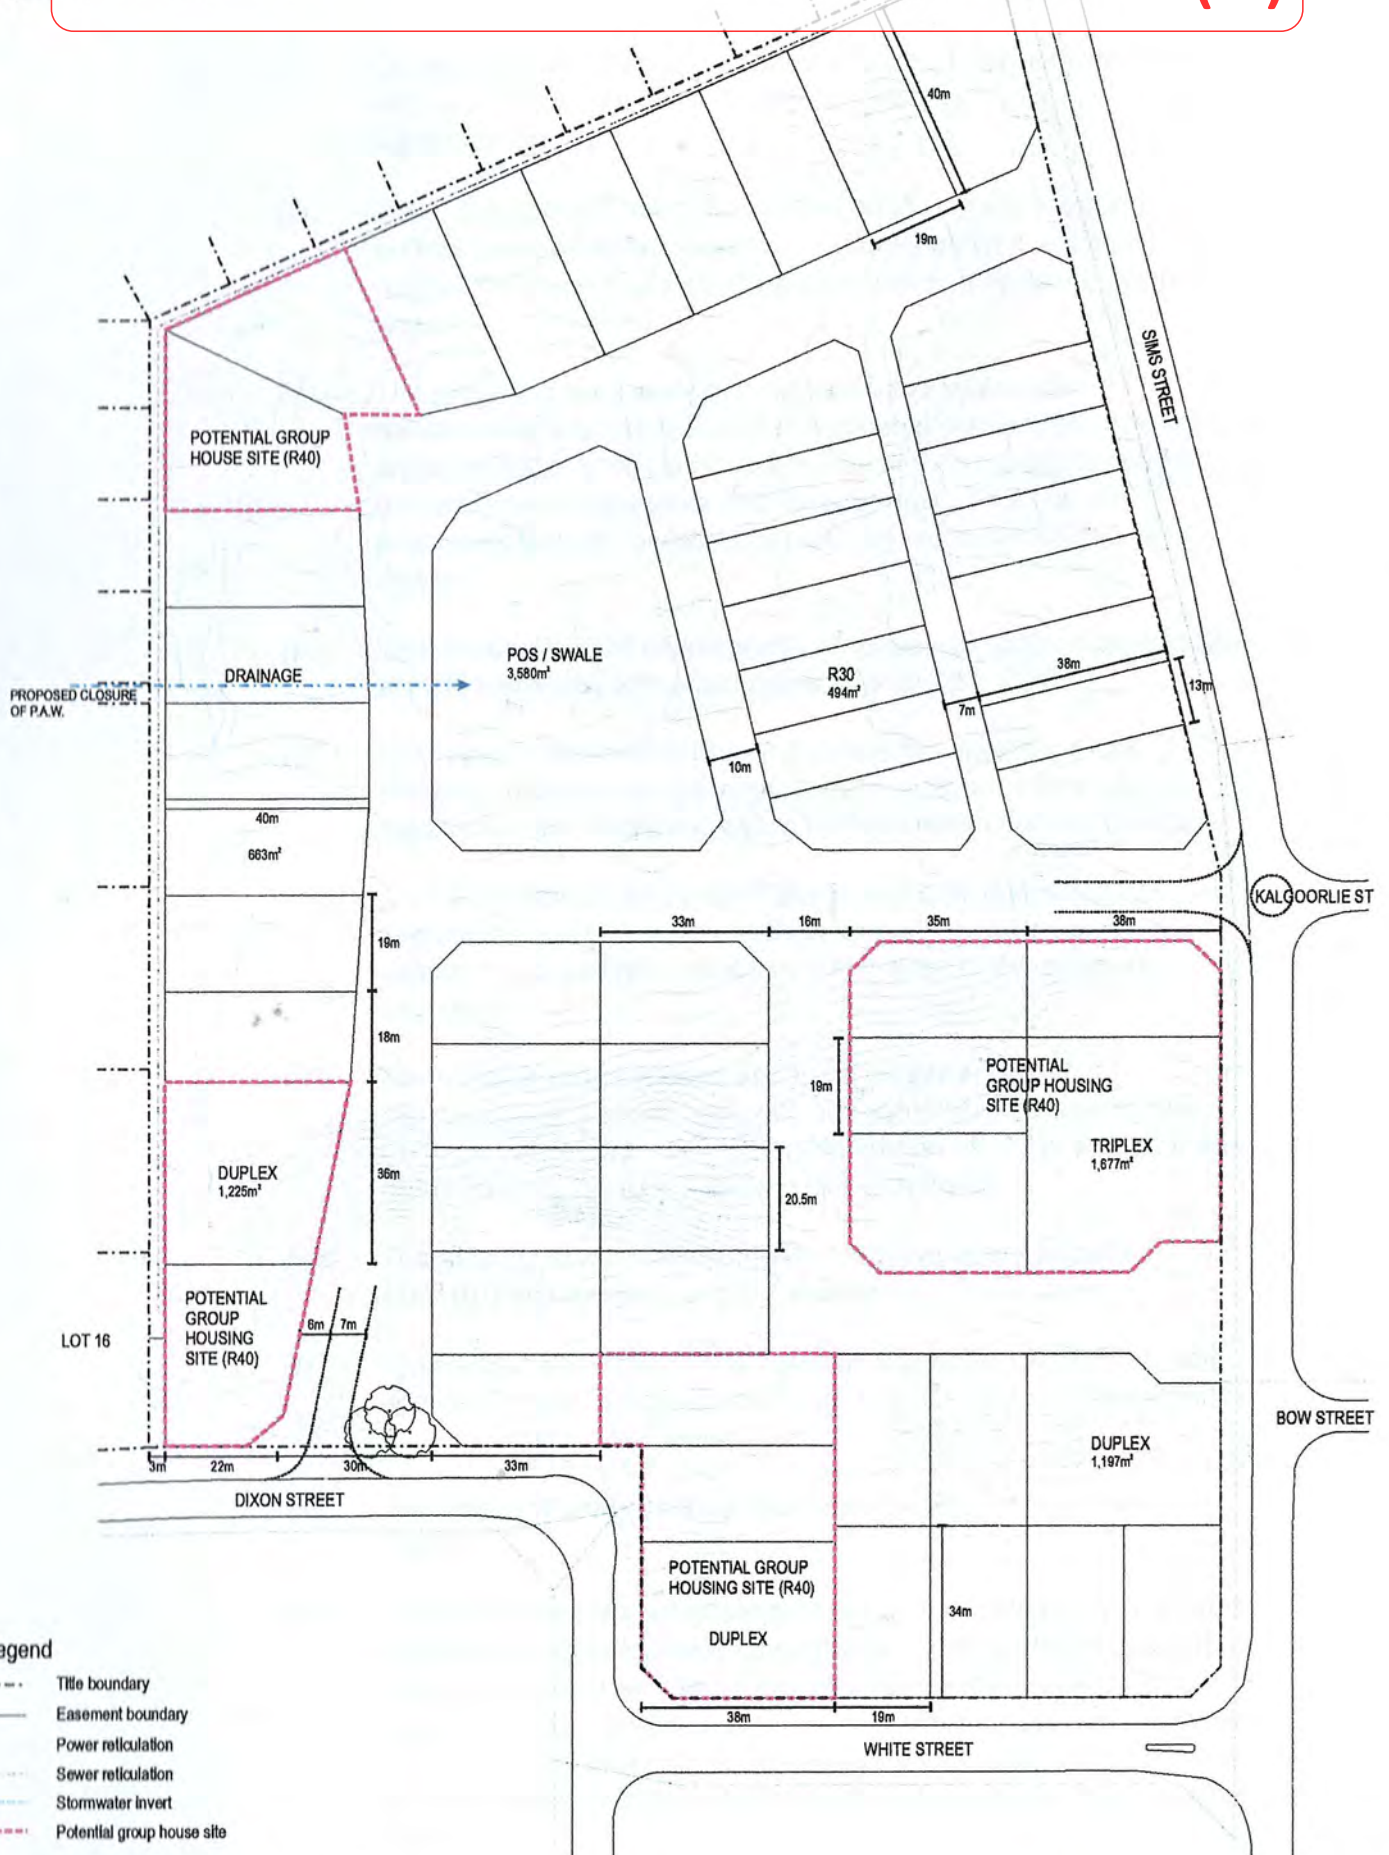 40m
19m
SIMS STREET
POTENTIAL GROUP
HOUSE SITE (R40)
POS / SWALE
3,580m²
DRAINAGE
PROPOSED CLOSURE
OF P.A.W.
R30
494m²
38m
13m
7m
10m
40m
663m²
KALGOORLIE ST
33m
16m
35m
38m
19m
18m
POTENTIAL
GROUP HOUSING
SITE (R40)
19m
TRIPLEX
1,677m²
DUPLEX
1,225m²
36m
20.5m
POTENTIAL
GROUP
HOUSING
SITE (R40)
6m
7m
LOT 16
BOW STREET
DUPLEX
1,197m²
3m
22m
30m
33m
DIXON STREET
POTENTIAL GROUP
HOUSING SITE (R40)
DUPLEX
34m
38m
19m
WHITE STREET
egend
Title boundary
Easement boundary
Power reticulation
Sewer reticulation
Stormwater invert
Potential group house site